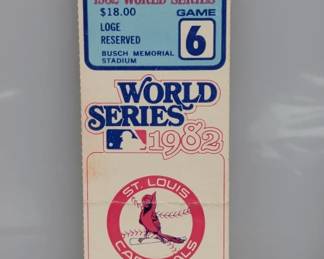 1982 WORLD SERIES
$18.00 GAME
LOGE
RESERVED 6
BUSCH MEMORIAL
STADIUM
WORLD
SERIES
1982
ST. LOUIS
CARDINALS